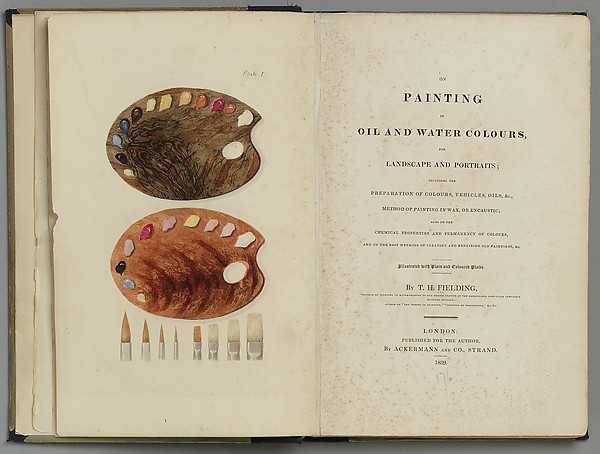 Plate.1.
ON
PAINTING
IN
OIL AND WATER COLOURS,
FOR
LANDSCAPE AND PORTRAITS;
INCLUDING THE
PREPARATION OF COLOURS, VEHICLES, OILS, &c.,
METHOD OF PAINTING IN WAX, OR ENCAUSTIC;
ALSO ON THE
CHEMICAL PROPERTIES AND PERMANENCY OF COLOURS,
AND ON THE BEST METHODS OF CLEANING AND REPAIRING OLD PAINTINGS, &c.
Illustrated with Plain and Coloured Plates.
By T. H. FIELDING,
LONDON:
PUBLISHED FOR THE AUTHOR,
By ACKERMANN AND CO., STRAND.
1839.